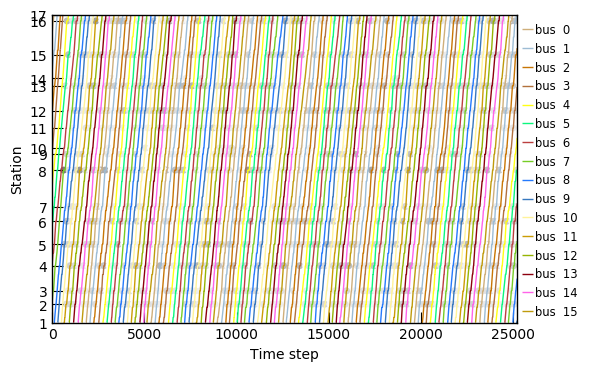 17
16
15
14
13
12
11
10
9
8
7
6
5
4
3
2
1
Station
0 5000 10000 15000 20000 25000
Time step
bus 0
bus 1
bus 2
bus 3
bus 4
bus 5
bus 6
bus 7
bus 8
bus 9
bus 10
bus 11
bus 12
bus 13
bus 14
bus 15